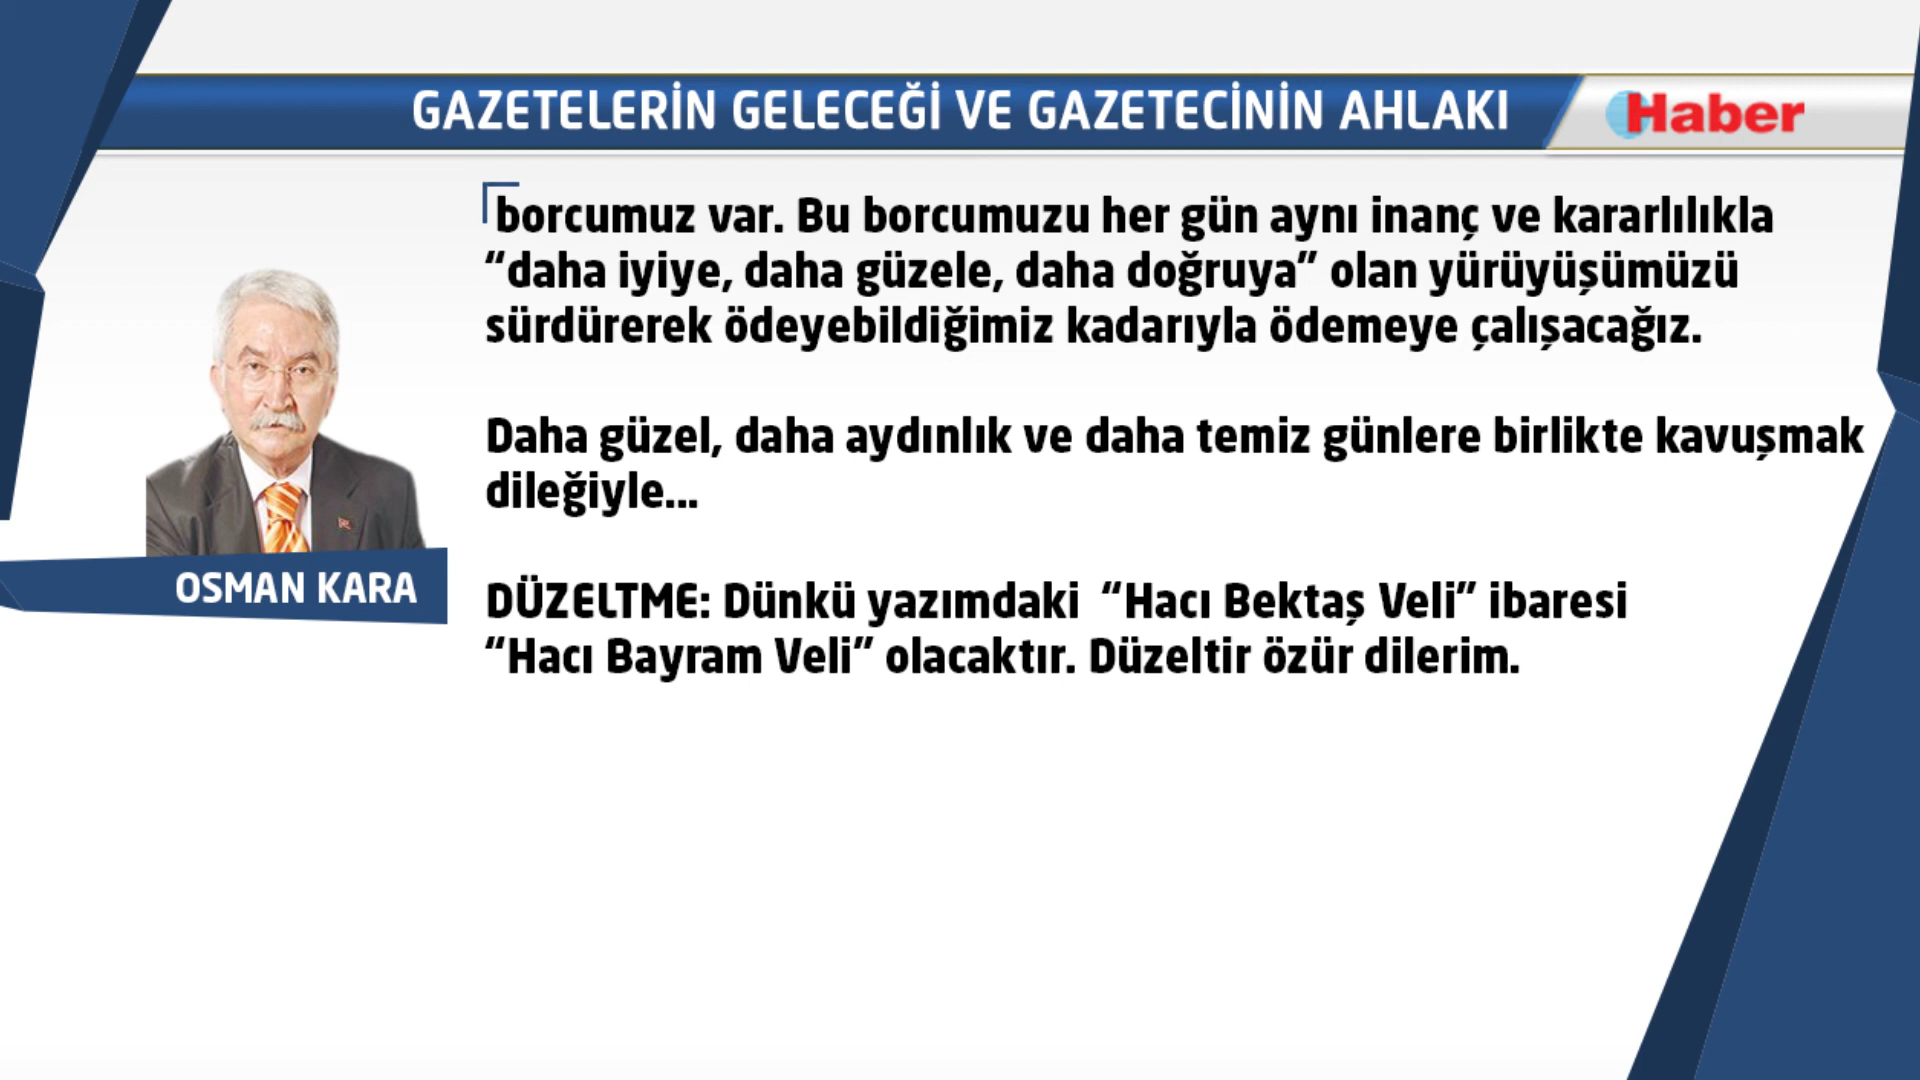 GAZETELERİN GELECEĞİ VE GAZETECİNİN AHLAKI
Haber
borcumuz var. Bu borcumuzu her gün aynı inanç ve kararlılıkla
“daha iyiye, daha güzele, daha doğruya” olan yürüyüşümüzü
sürdürerek ödeyebildiğimiz kadarıyla ödemeye çalışacağız.
Daha güzel, daha aydınlık ve daha temiz günlere birlikte kavuşmak
dileğiyle...
DÜZELTME: Dünkü yazımdaki “Hacı Bektaş Veli” ibaresi
“Hacı Bayram Veli” olacaktır. Düzeltir özür dilerim.
OSMAN KARA